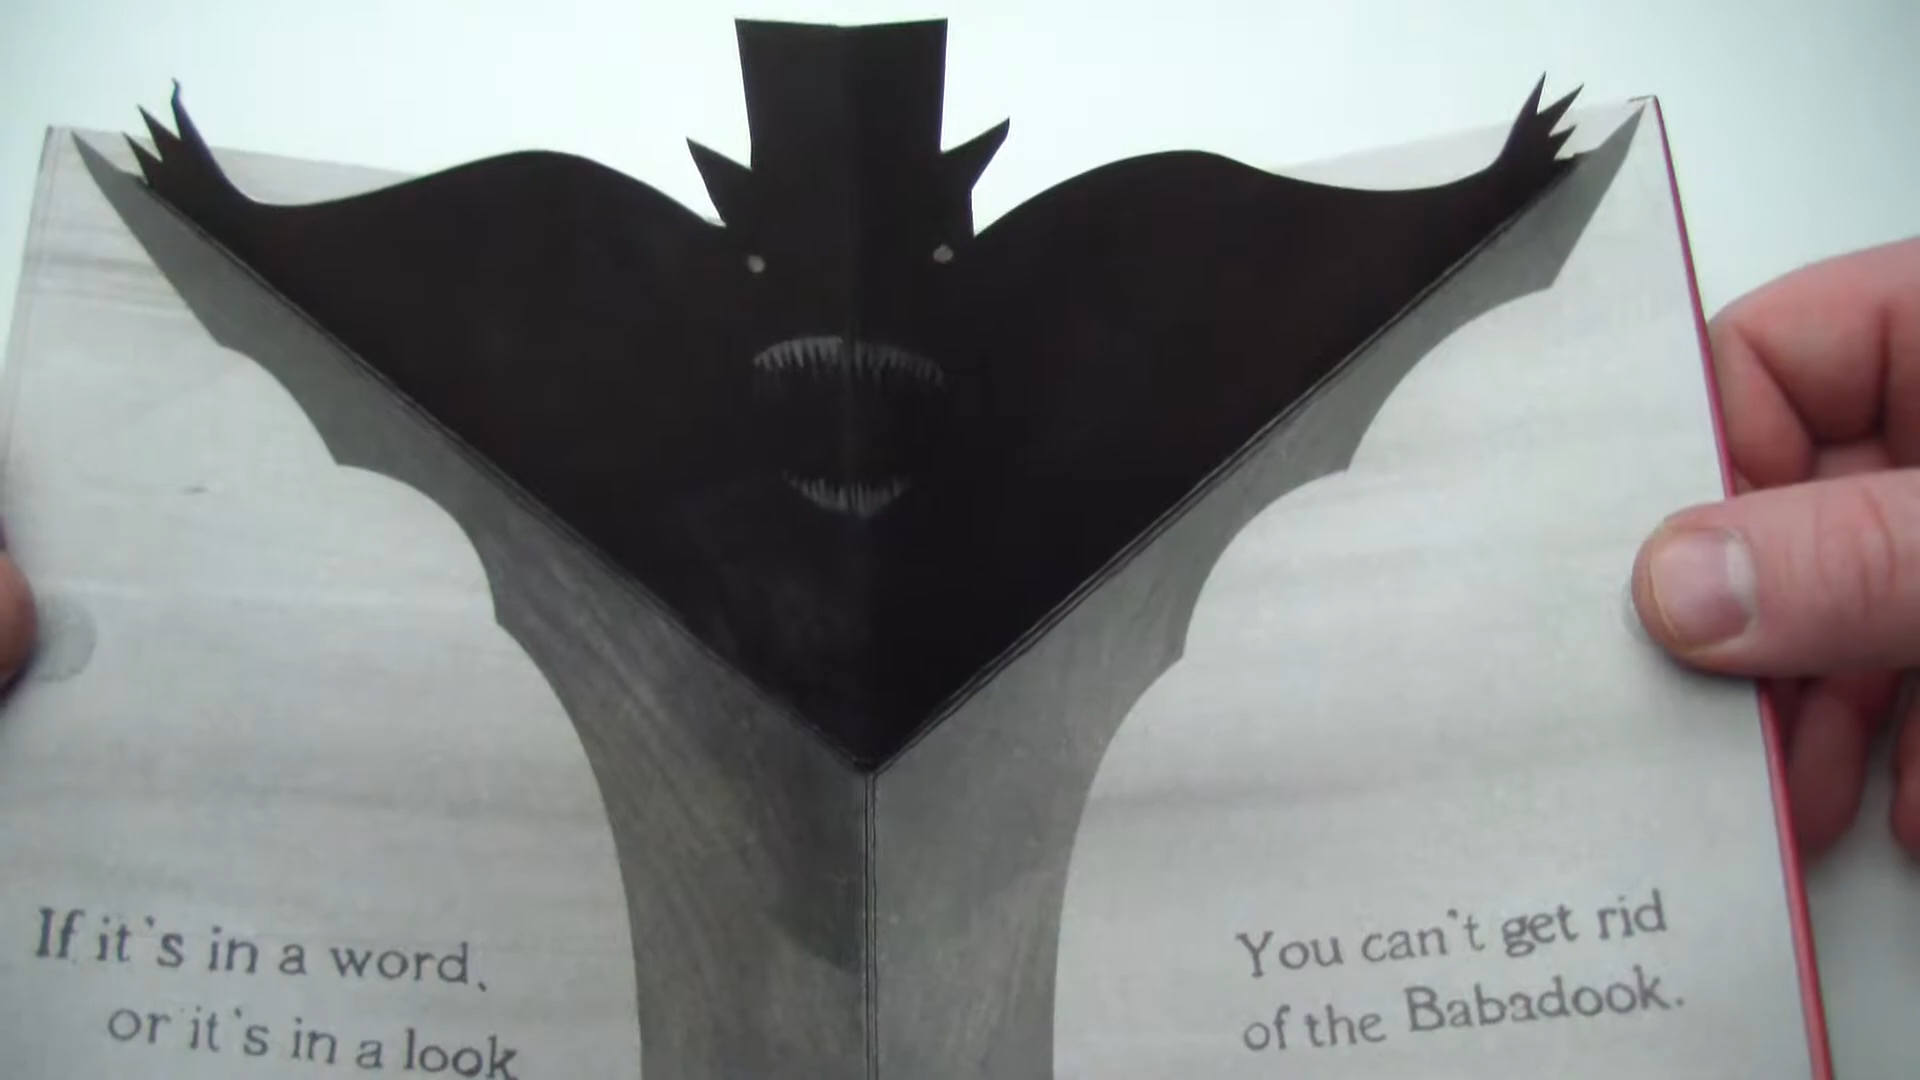 If it's in a word,
or it's in a look
You can't get rid
of the Babadook.